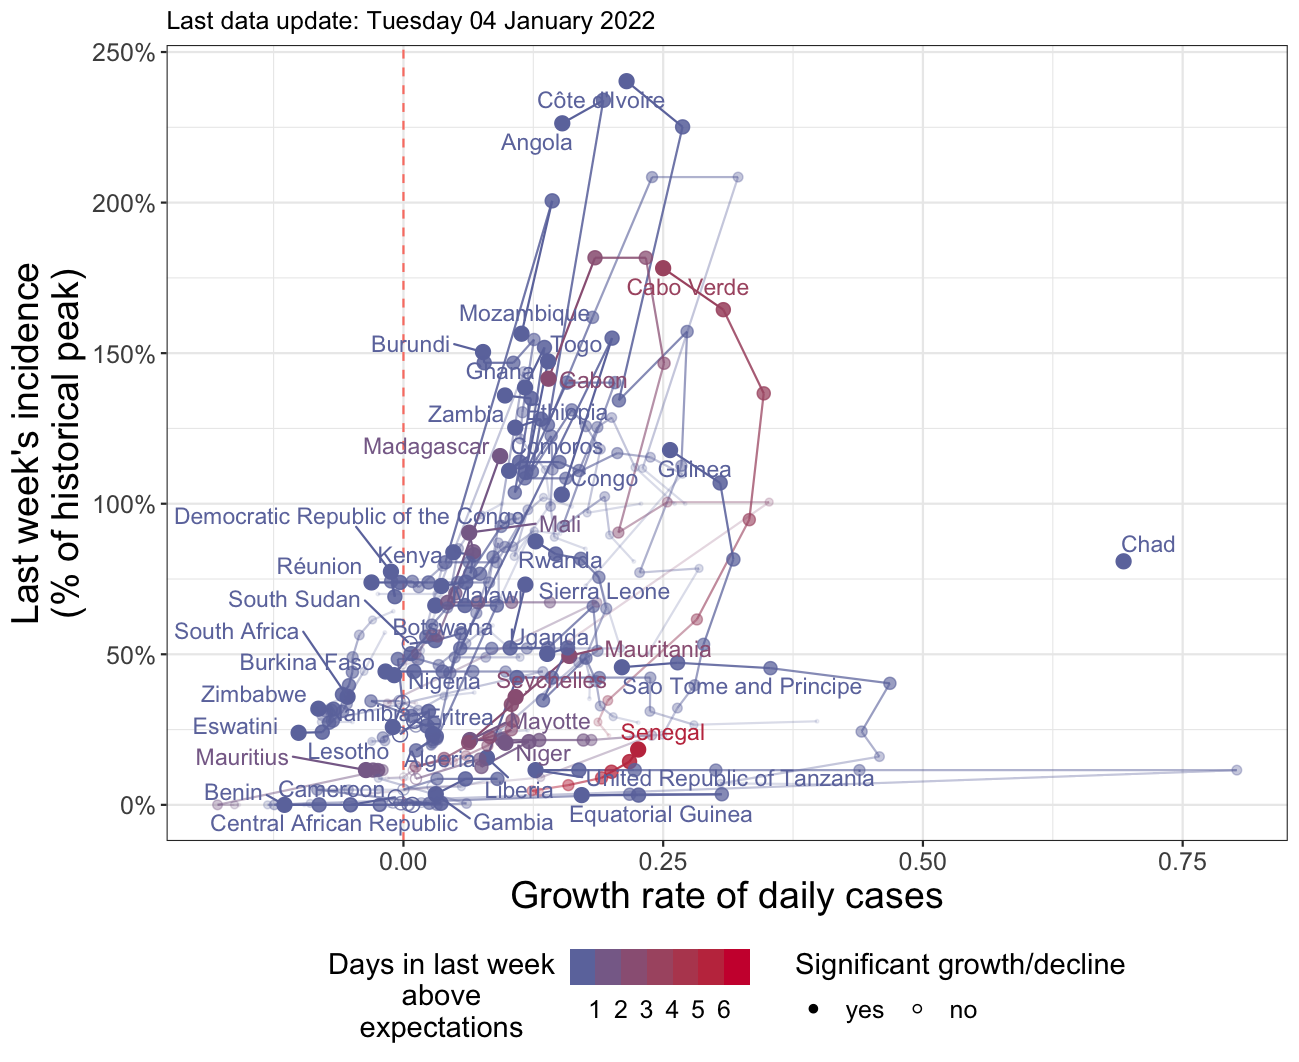 Last data update: Tuesday 04 January 2022
Last week's incidence
(% of historical peak)
250%
200%
150%
100%
50%
0%
Côte d'Ivoire
Angola
Cabo Verde
Mozambique
Burundi
Togo
Ghana
Gabon
Zambia
Ethiopia
Madagascar
Comoros
Guinea
Congo
Democratic Republic of the Congo
Mali
Chad
Kenya
Rwanda
Réunion
Malawi
Sierra Leone
South Sudan
Botswana
South Africa
Uganda
Mauritania
Burkina Faso
Nigeria
Seychelles
Sao Tome and Principe
Zimbabwe
Namibia
Eritrea
Mayotte
Eswatini
Senegal
Lesotho
Niger
Mauritius
Algeria
United Republic of Tanzania
Benin
Cameroon
Liberia
Central African Republic
Gambia
Equatorial Guinea
0.00
0.25
0.50
0.75
Growth rate of daily cases
Days in last week
above
expectations
1 2 3 4 5 6
Significant growth/decline
yes
no